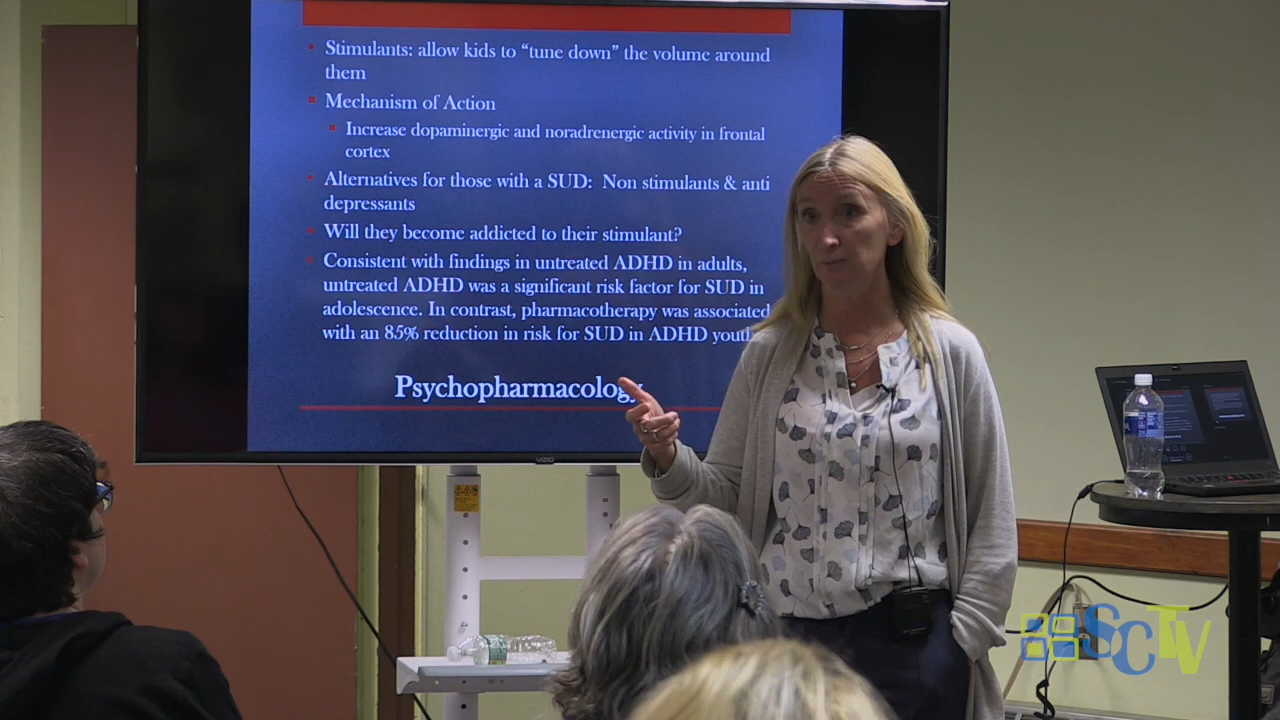 Stimulants: allow kids to “tune down” the volume around
them
Mechanism of Action
Increase dopaminergic and noradrenergic activity in frontal
cortex
Alternatives for those with a SUD: Non stimulants & anti
depressants
Will they become addicted to their stimulant?
Consistent with findings in untreated ADHD in adults,
untreated ADHD was a significant risk factor for SUD in
adolescence. In contrast, pharmacotherapy was associated
with an 85% reduction in risk for SUD in ADHD youth
Psychopharmacology
VIZIO
SCTV